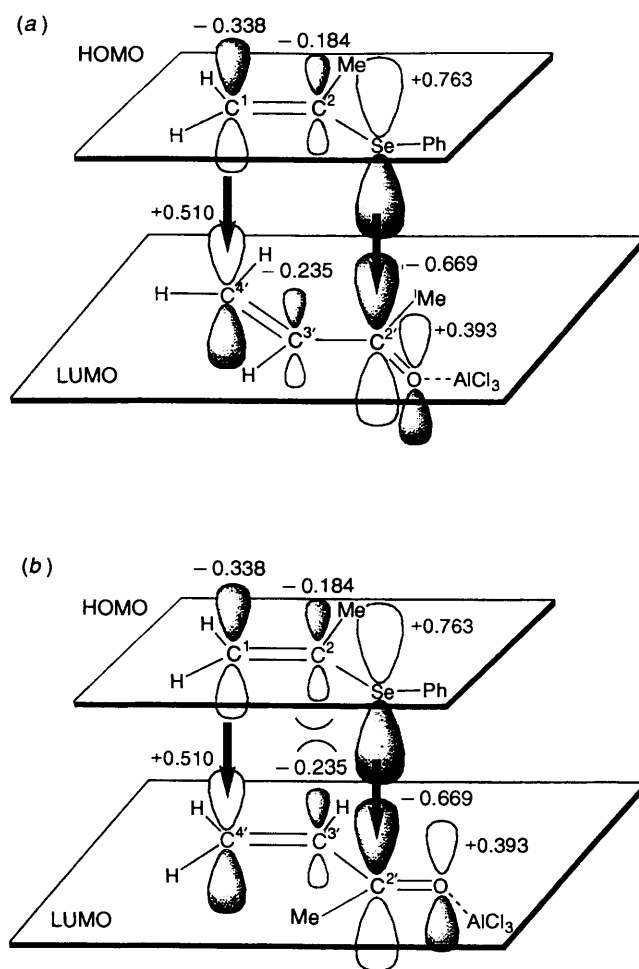 (a)
− 0.338
− 0.184
HOMO
Me
+0.763
H
C1
C2
H
Se
Ph
+0.510
− 0.235
− 0.669
H
H
C4′
Me
C3′
C2′
+0.393
H
LUMO
O
AlCl3
(b)
− 0.338
− 0.184
HOMO
Me
+0.763
H
C1
C2
H
Se
Ph
+0.510
− 0.235
− 0.669
H
H
+0.393
C4′
C3′
H
C2′
O
Me
AlCl3
LUMO